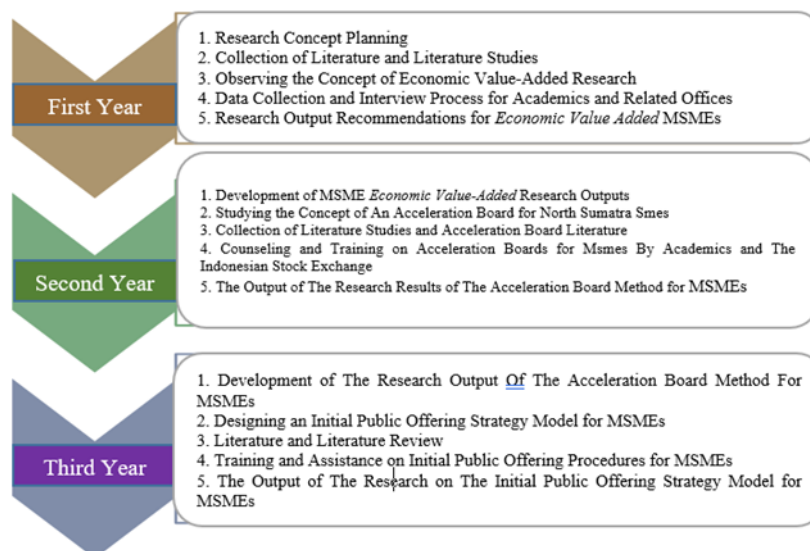 First Year
1. Research Concept Planning
2. Collection of Literature and Literature Studies
3. Observing the Concept of Economic Value-Added Research
4. Data Collection and Interview Process for Academics and Related Offices
5. Research Output Recommendations for Economic Value Added MSMEs
Second Year
1. Development of MSME Economic Value-Added Research Outputs
2. Studying the Concept of An Acceleration Board for North Sumatra Smes
3. Collection of Literature Studies and Acceleration Board Literature
4. Counseling and Training on Acceleration Boards for Msmes By Academics and The
Indonesian Stock Exchange
5. The Output of The Research Results of The Acceleration Board Method for MSMEs
Third Year
1. Development of The Research Output Of The Acceleration Board Method For
MSMEs
2. Designing an Initial Public Offering Strategy Model for MSMEs
3. Literature and Literature Review
4. Training and Assistance on Initial Public Offering Procedures for MSMEs
5. The Output of The Research on The Initial Public Offering Strategy Model for
MSMEs